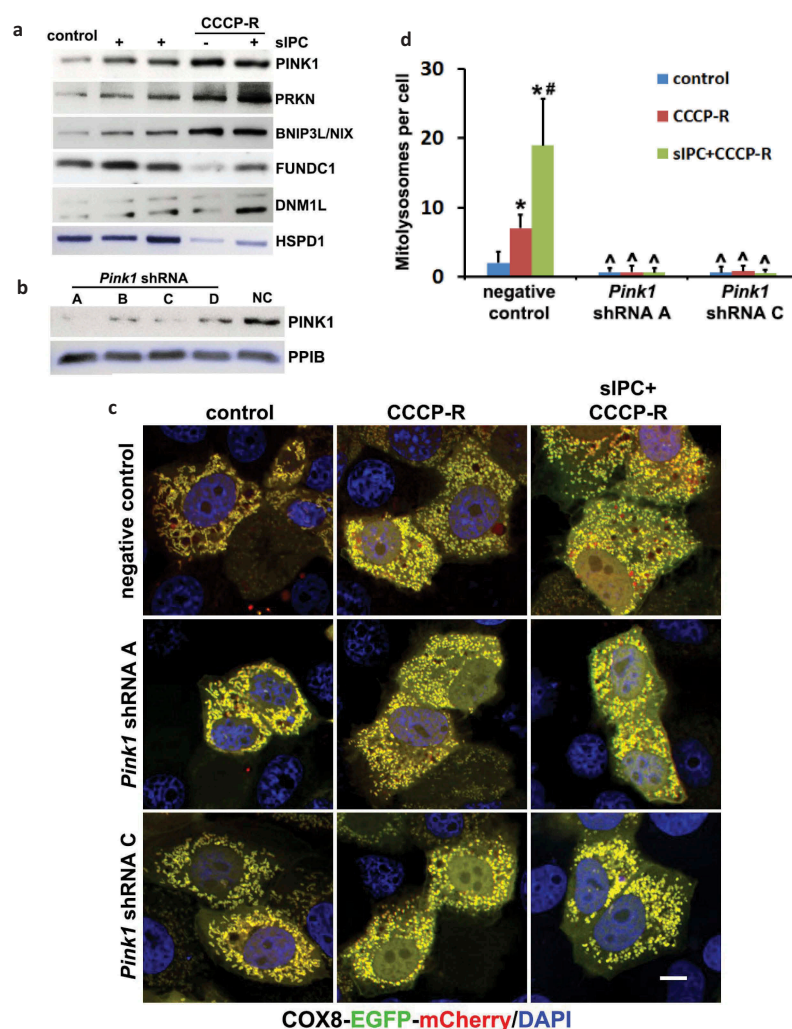 a
control
CCCP-R
+ + - + sIPC
PINK1
PRKN
BNIP3L/NIX
FUNDC1
DNM1L
HSPD1
b
Pink1 shRNA
A B C D NC
PINK1
PPIB
d
Mitolysosomes per cell
30
20
10
0
control
CCCP-R
sIPC+CCCP-R
*
*#
^ ^ ^ ^ ^ ^
negative control
Pink1 shRNA A
Pink1 shRNA C
c
control
CCCP-R
sIPC+
CCCP-R
negative control
Pink1 shRNA A
Pink1 shRNA C
COX8-EGFP-mCherry/DAPI